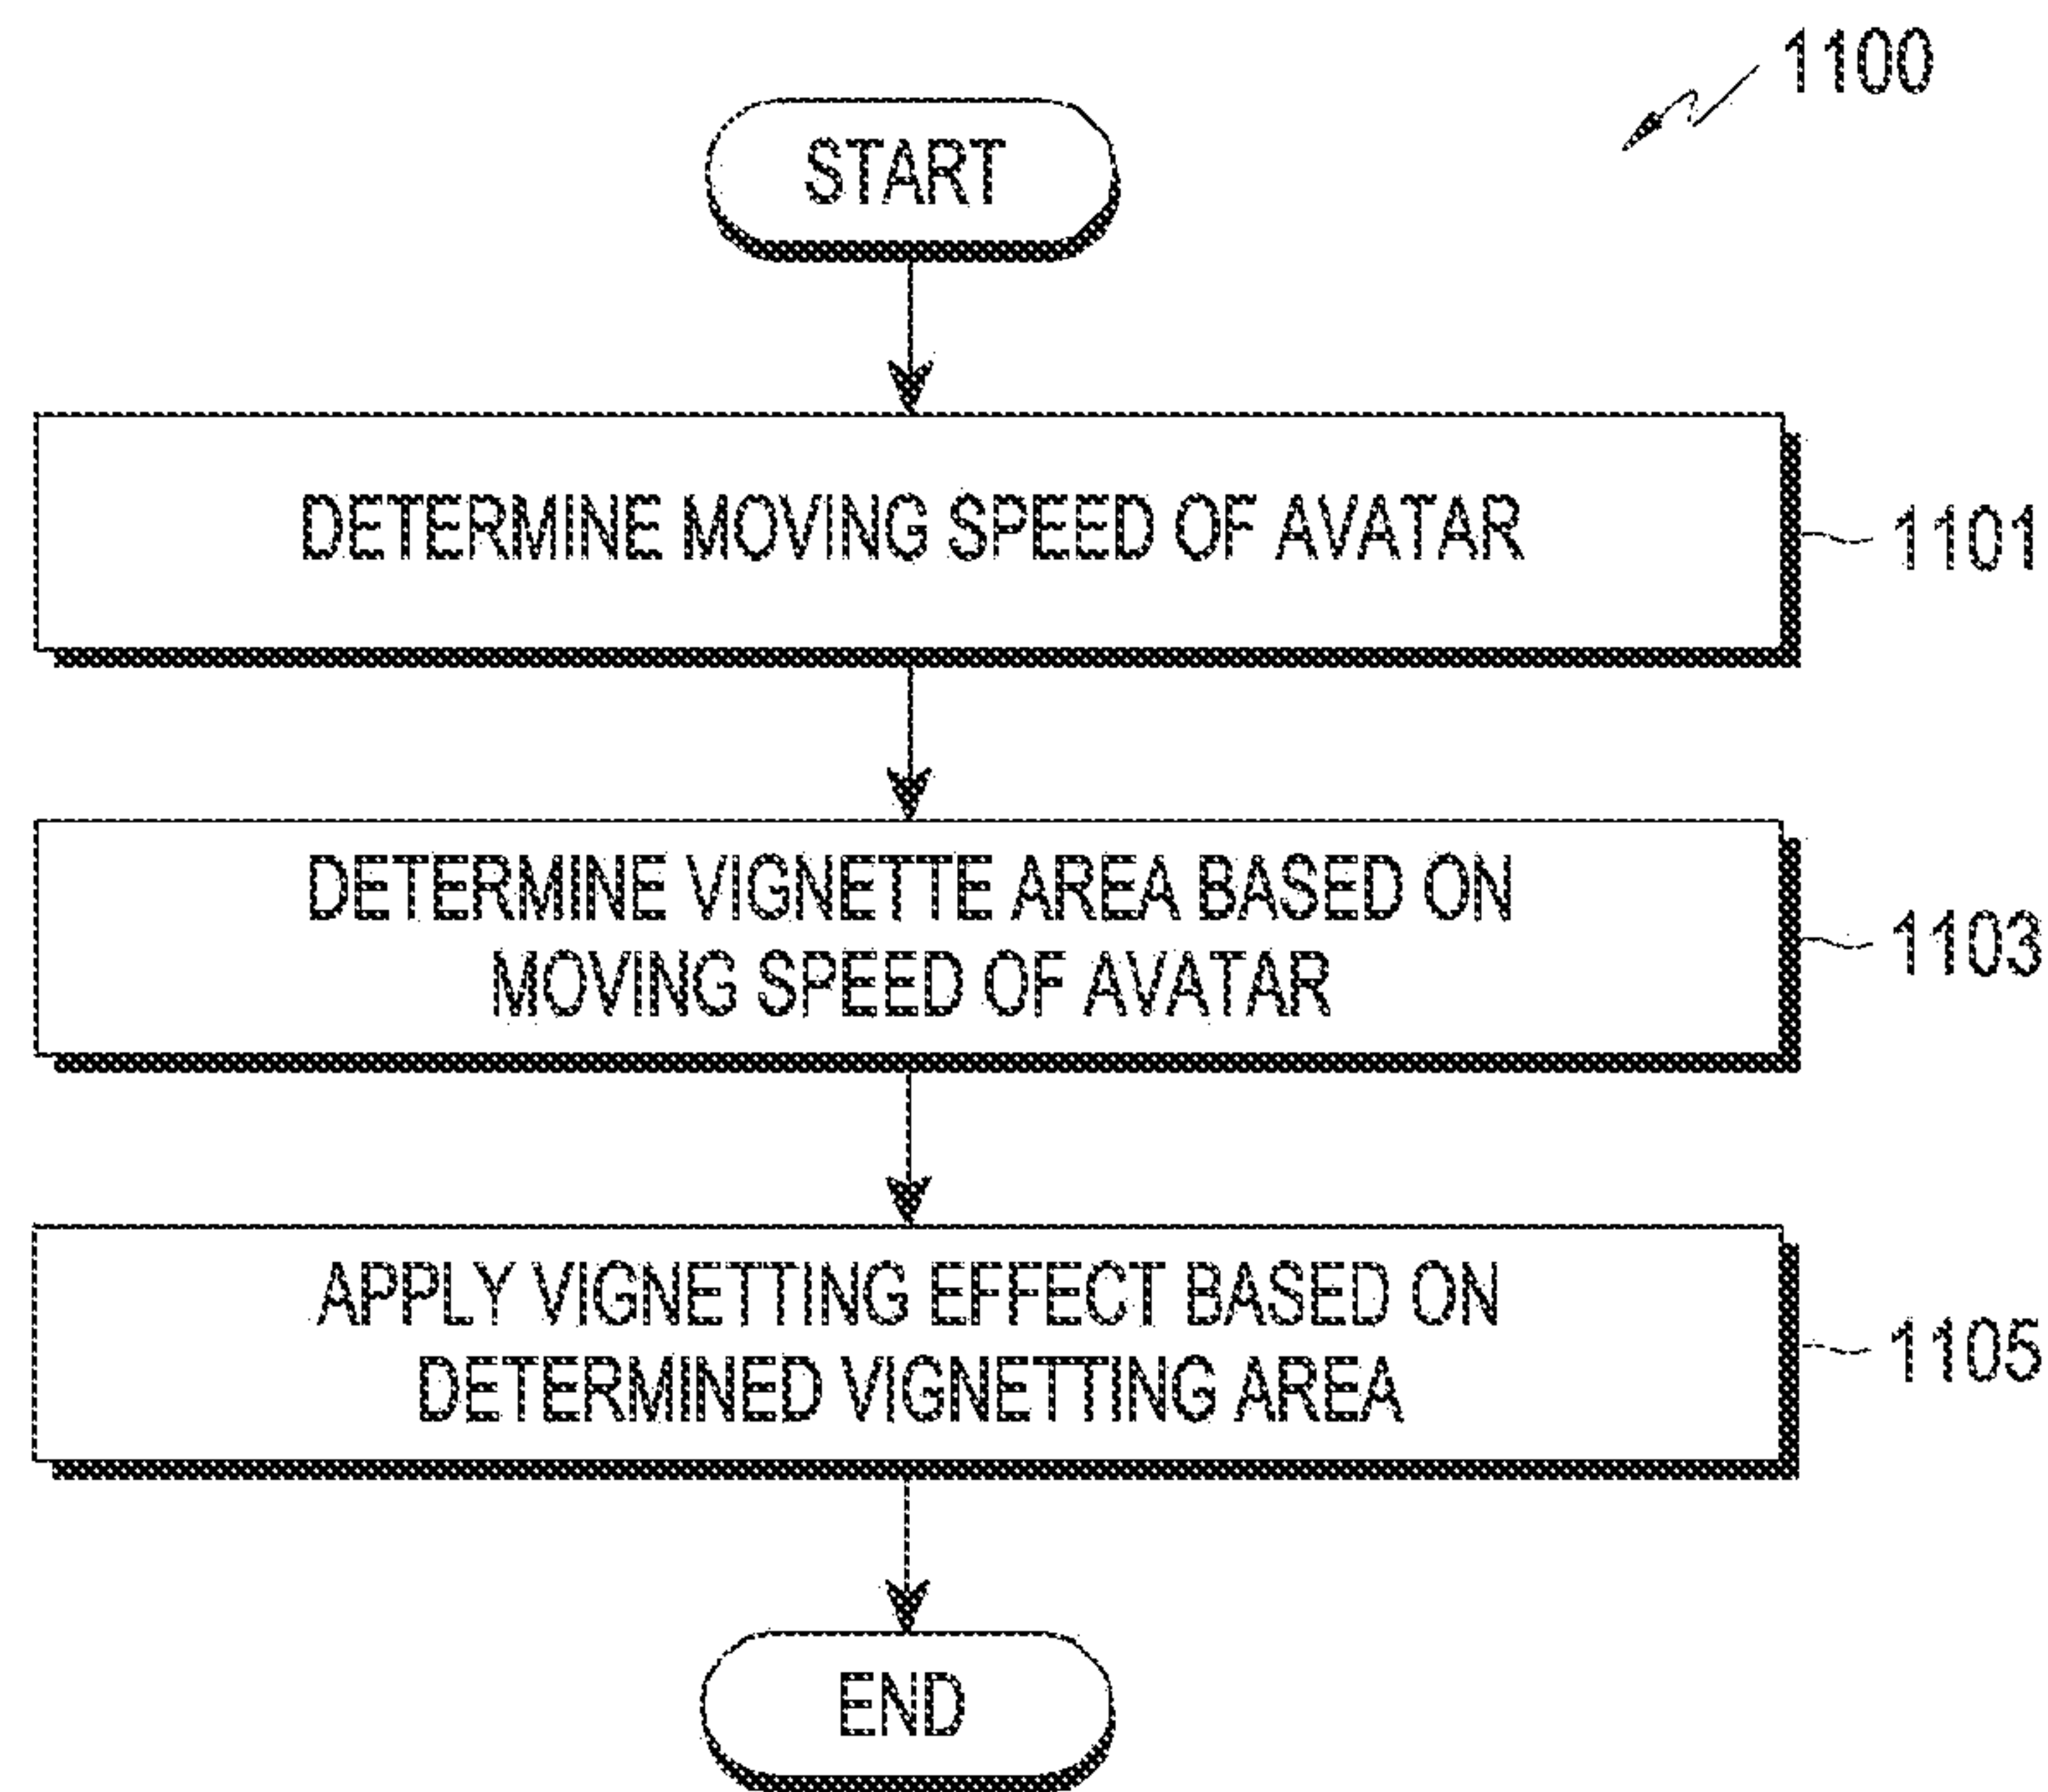 1100
START
DETERMINE MOVING SPEED OF AVATAR
1101
DETERMINE VIGNETTE AREA BASED ON
MOVING SPEED OF AVATAR
1103
APPLY VIGNETTING EFFECT BASED ON
DETERMINED VIGNETTING AREA
1105
END